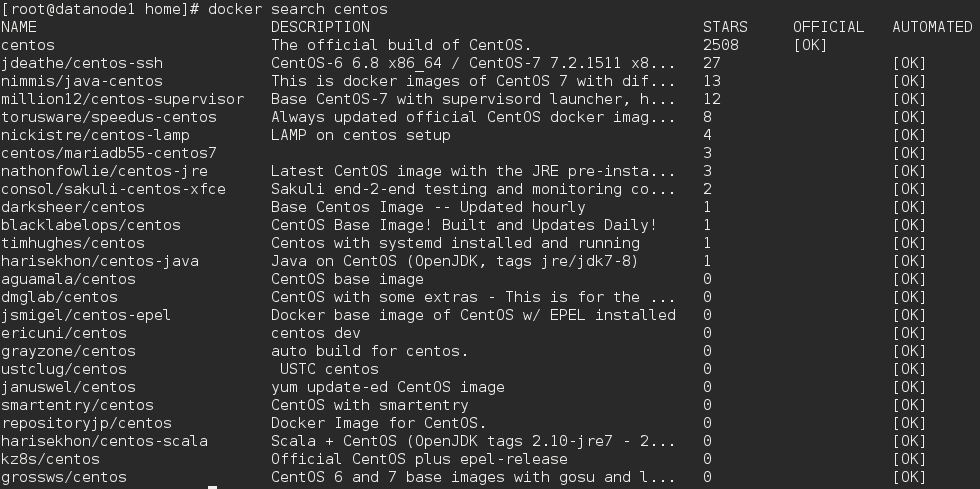 [root@datanode1 home]# docker search centos
NAME DESCRIPTION STARS OFFICIAL AUTOMATED
centos The official build of CentOS. 2508 [OK]
jdeathe/centos-ssh CentOS-6 6.8 x86_64 / CentOS-7 7.2.1511 x8... 27 [OK]
nimmis/java-centos This is docker images of CentOS 7 with dif... 13 [OK]
million12/centos-supervisor Base CentOS-7 with supervisord launcher, h... 12 [OK]
torusware/speedus-centos Always updated official CentOS docker imag... 8 [OK]
nickistre/centos-lamp LAMP on centos setup 4 [OK]
centos/mariadb55-centos7 3 [OK]
nathonfowlie/centos-jre Latest CentOS image with the JRE pre-insta... 3 [OK]
consol/sakuli-centos-xfce Sakuli end-2-end testing and monitoring co... 2 [OK]
darksheer/centos Base Centos Image -- Updated hourly 1 [OK]
blacklabelops/centos CentOS Base Image! Built and Updates Daily! 1 [OK]
timhughes/centos Centos with systemd installed and running 1 [OK]
harisekhon/centos-java Java on CentOS (OpenJDK, tags jre/jdk7-8) 1 [OK]
aguamala/centos CentOS base image 0 [OK]
dmglab/centos CentOS with some extras - This is for the ... 0 [OK]
jsmigel/centos-epel Docker base image of CentOS w/ EPEL installed 0 [OK]
ericuni/centos centos dev 0 [OK]
grayzone/centos auto build for centos. 0 [OK]
ustclug/centos USTC centos 0 [OK]
januswel/centos yum update-ed CentOS image 0 [OK]
smartentry/centos CentOS with smartentry 0 [OK]
repositoryjp/centos Docker Image for CentOS. 0 [OK]
harisekhon/centos-scala Scala + CentOS (OpenJDK tags 2.10-jre7 - 2... 0 [OK]
kz8s/centos Official CentOS plus epel-release 0 [OK]
grossws/centos CentOS 6 and 7 base images with gosu and l... 0 [OK]